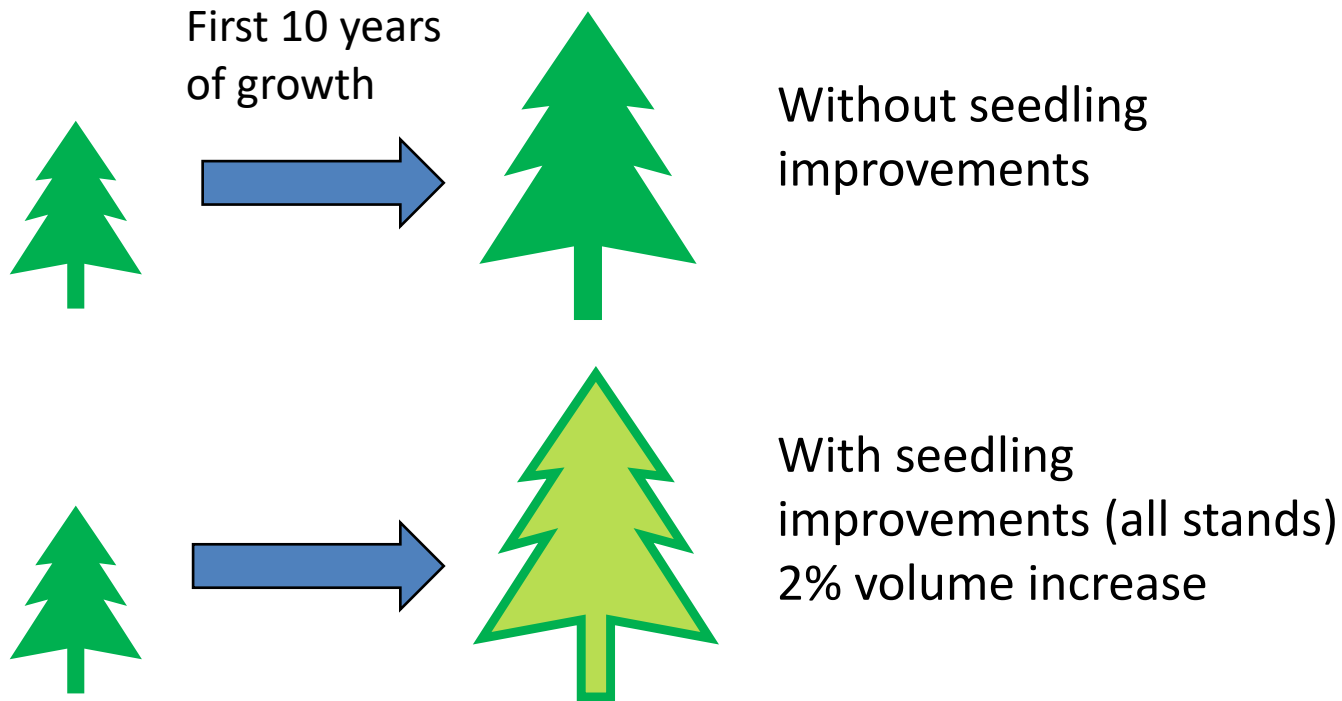 First 10 years
of growth
Without seedling
improvements
With seedling
improvements (all stands)
2% volume increase